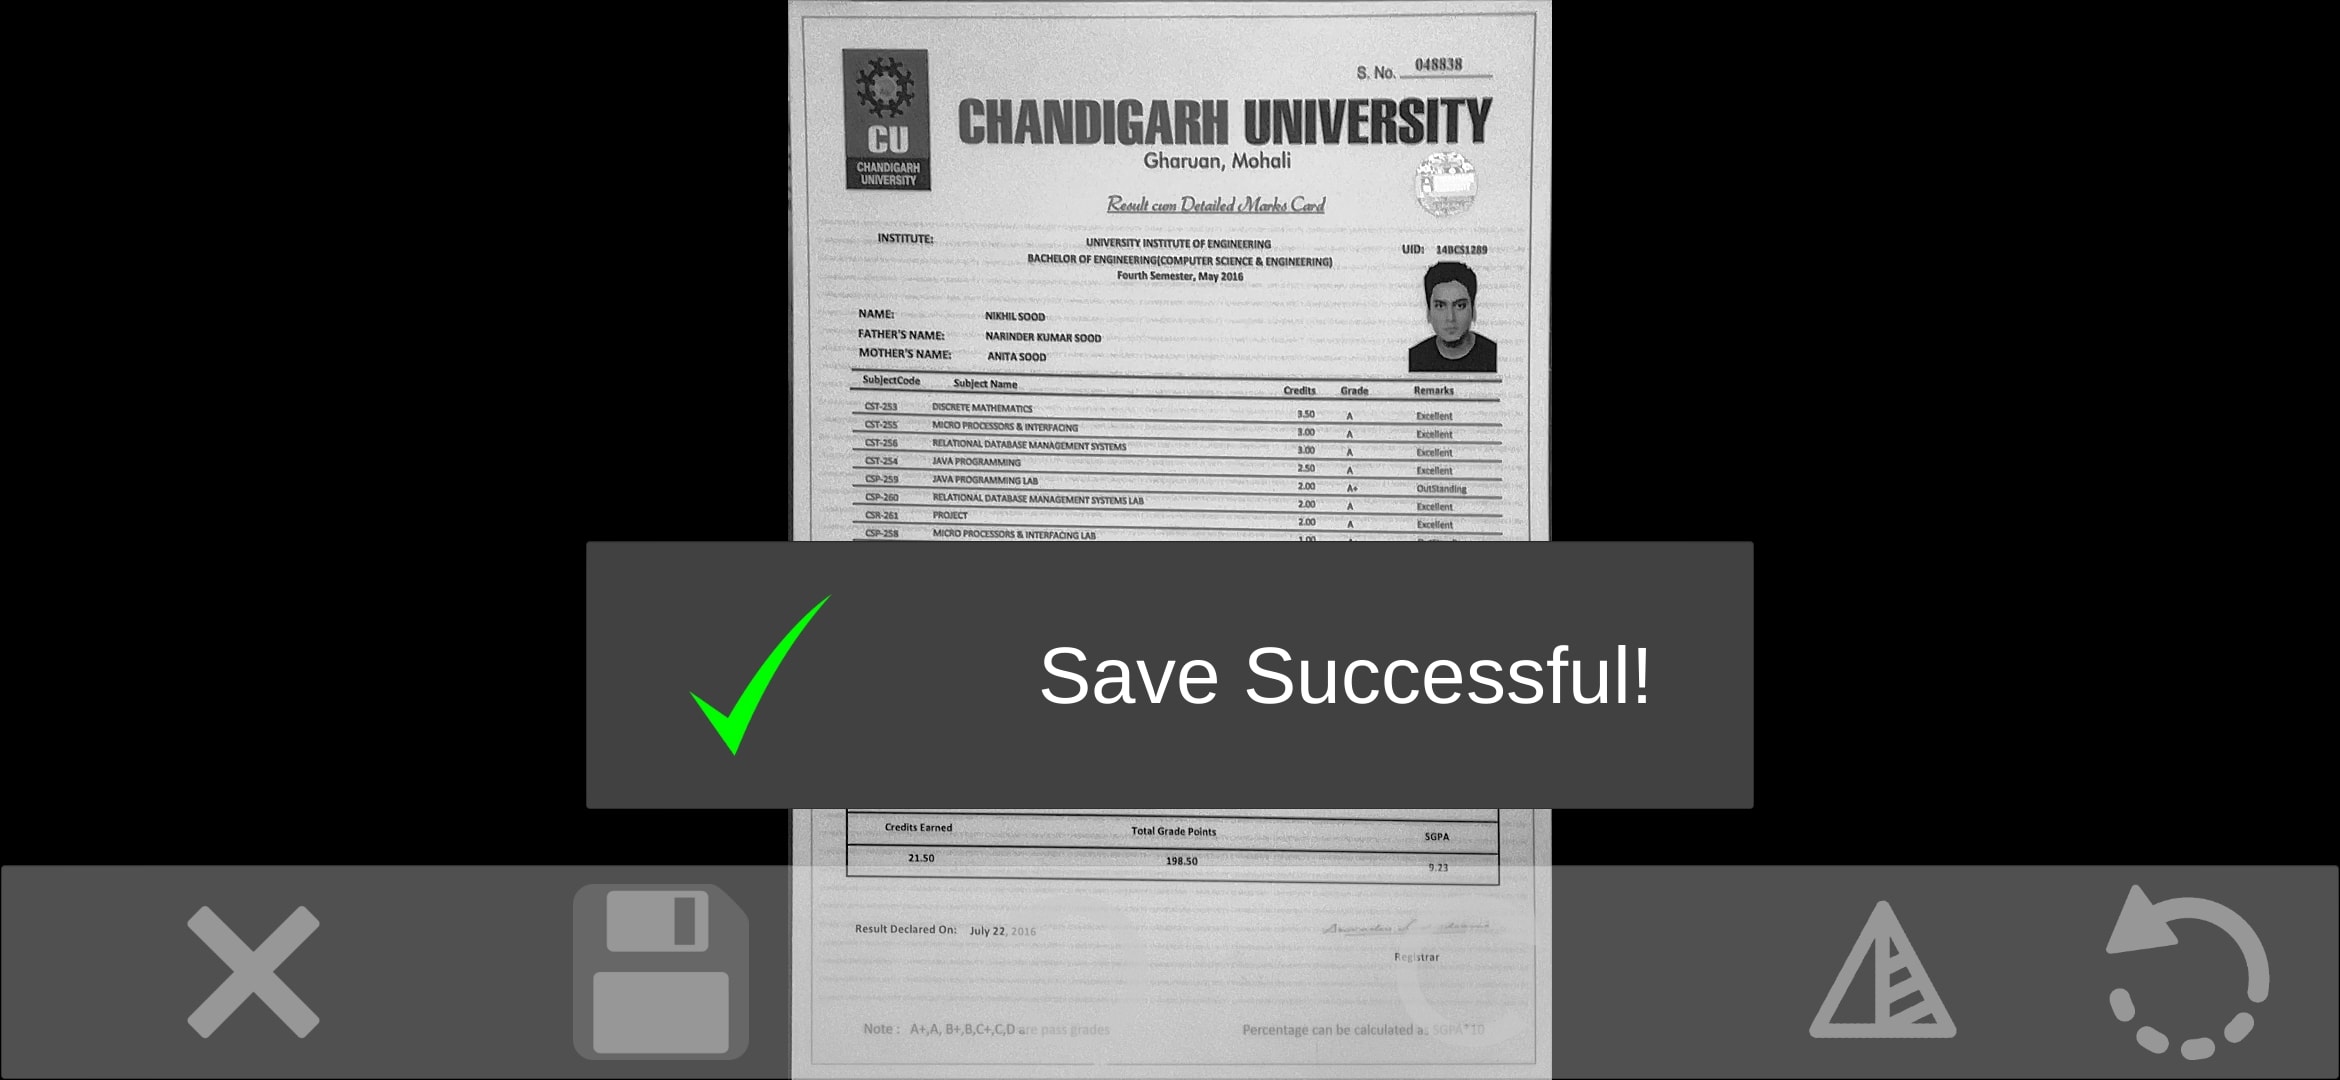 S. No. 048838
CU
CHANDIGARH
UNIVERSITY
CHANDIGARH UNIVERSITY
Gharuan, Mohali
Result cum Detailed Marks Card
INSTITUTE:
UNIVERSITY INSTITUTE OF ENGINEERING
BACHELOR OF ENGINEERING(COMPUTER SCIENCE & ENGINEERING)
Fourth Semester, May 2016
UID: 14BCS1289
NAME: NIKHIL SOOD
FATHER'S NAME: NARINDER KUMAR SOOD
MOTHER'S NAME: ANITA SOOD
SubjectCode Subject Name Credits Grade Remarks
CST-253 DISCRETE MATHEMATICS 3.50 A Excellent
CST-255 MICRO PROCESSORS & INTERFACING 3.00 A Excellent
CST-256 RELATIONAL DATABASE MANAGEMENT SYSTEMS 3.00 A Excellent
CST-254 JAVA PROGRAMMING 2.50 A Excellent
CSP-259 JAVA PROGRAMMING LAB 2.00 A+ OutStanding
CSP-260 RELATIONAL DATABASE MANAGEMENT SYSTEMS LAB 2.00 A Excellent
CSR-261 PROJECT 2.00 A Excellent
CSP-258 MICRO PROCESSORS & INTERFACING LAB 1.00
Save Successful!
Credits Earned Total Grade Points SGPA
21.50 198.50 9.23
Result Declared On: July 22, 2016
Registrar
Note : A+,A, B+,B,C+,C,D are pass grades Percentage can be calculated as SGPA*10